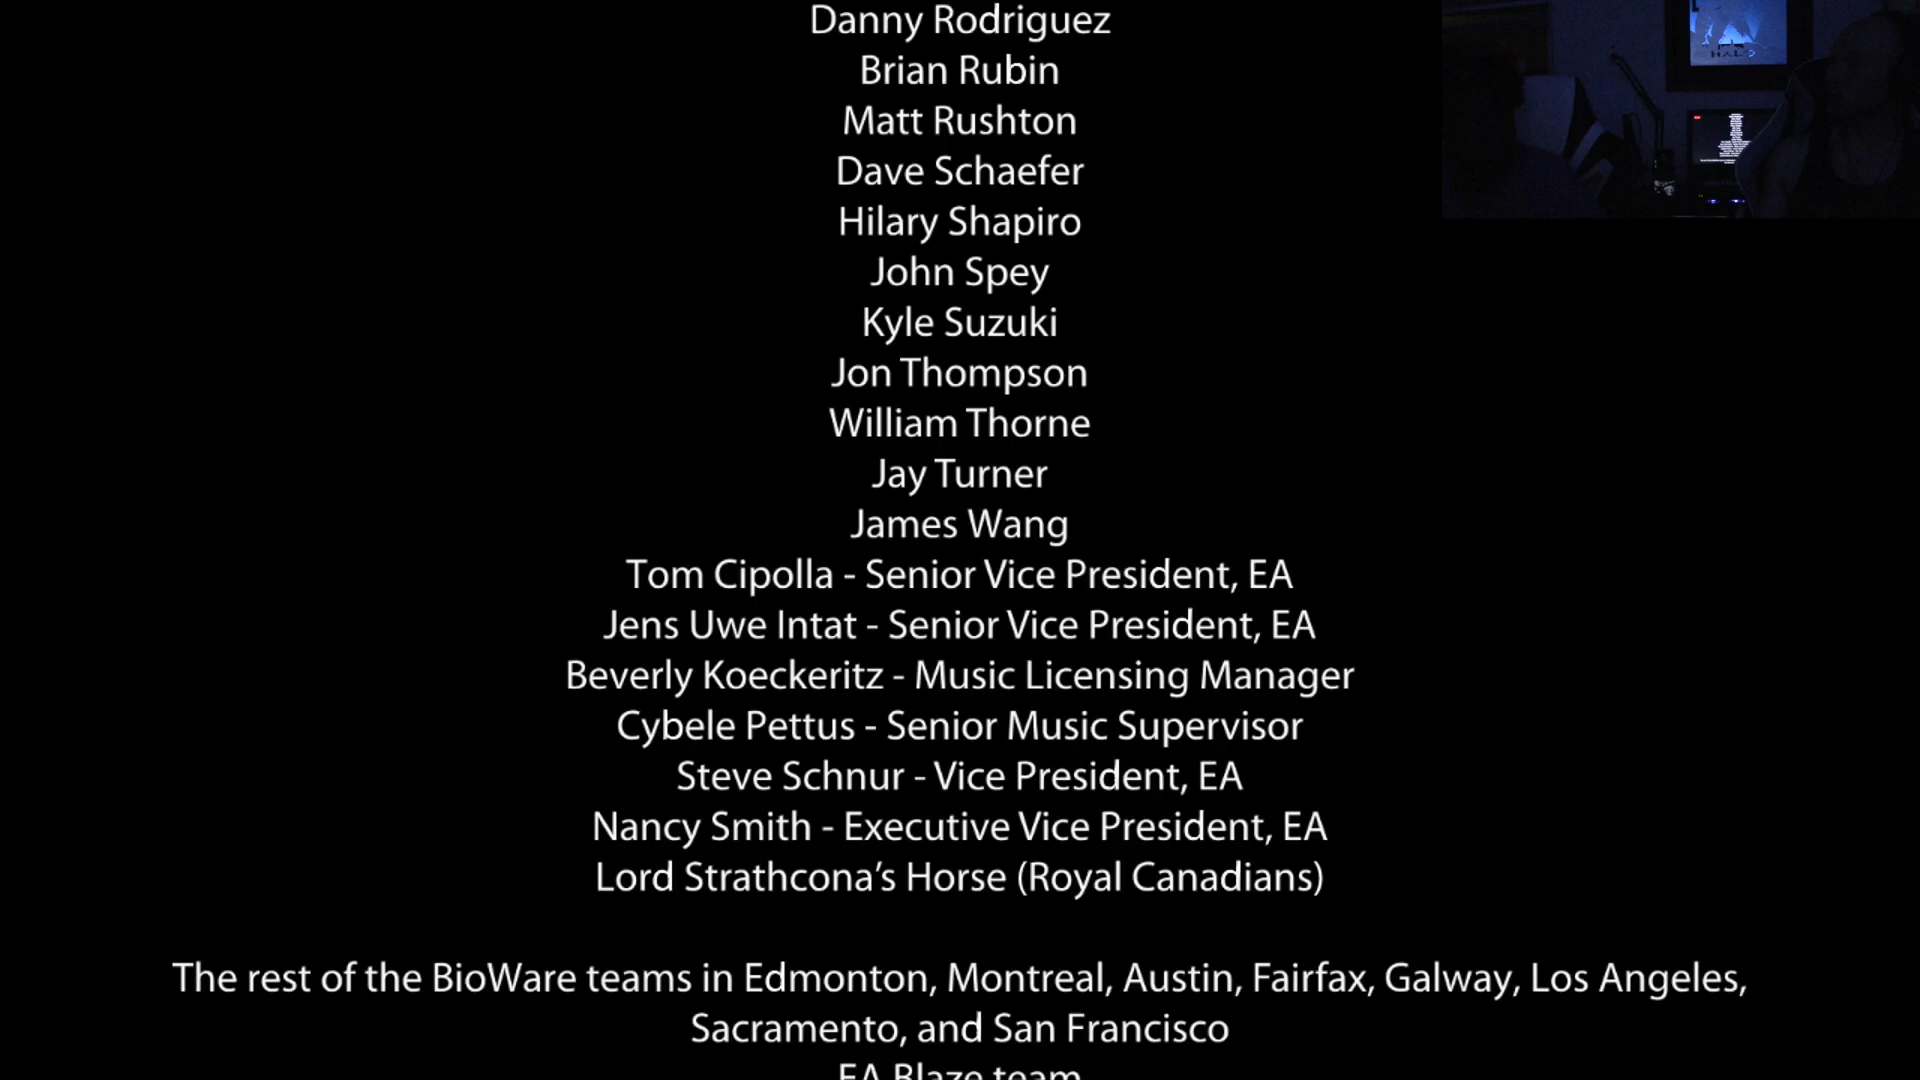 Danny Rodriguez
Brian Rubin
Matt Rushton
Dave Schaefer
Hilary Shapiro
John Spey
Kyle Suzuki
Jon Thompson
William Thorne
Jay Turner
James Wang
Tom Cipolla - Senior Vice President, EA
Jens Uwe Intat - Senior Vice President, EA
Beverly Koeckeritz - Music Licensing Manager
Cybele Pettus - Senior Music Supervisor
Steve Schnur - Vice President, EA
Nancy Smith - Executive Vice President, EA
Lord Strathcona’s Horse (Royal Canadians)
The rest of the BioWare teams in Edmonton, Montreal, Austin, Fairfax, Galway, Los Angeles,
Sacramento, and San Francisco
EA Blaze team
HALO